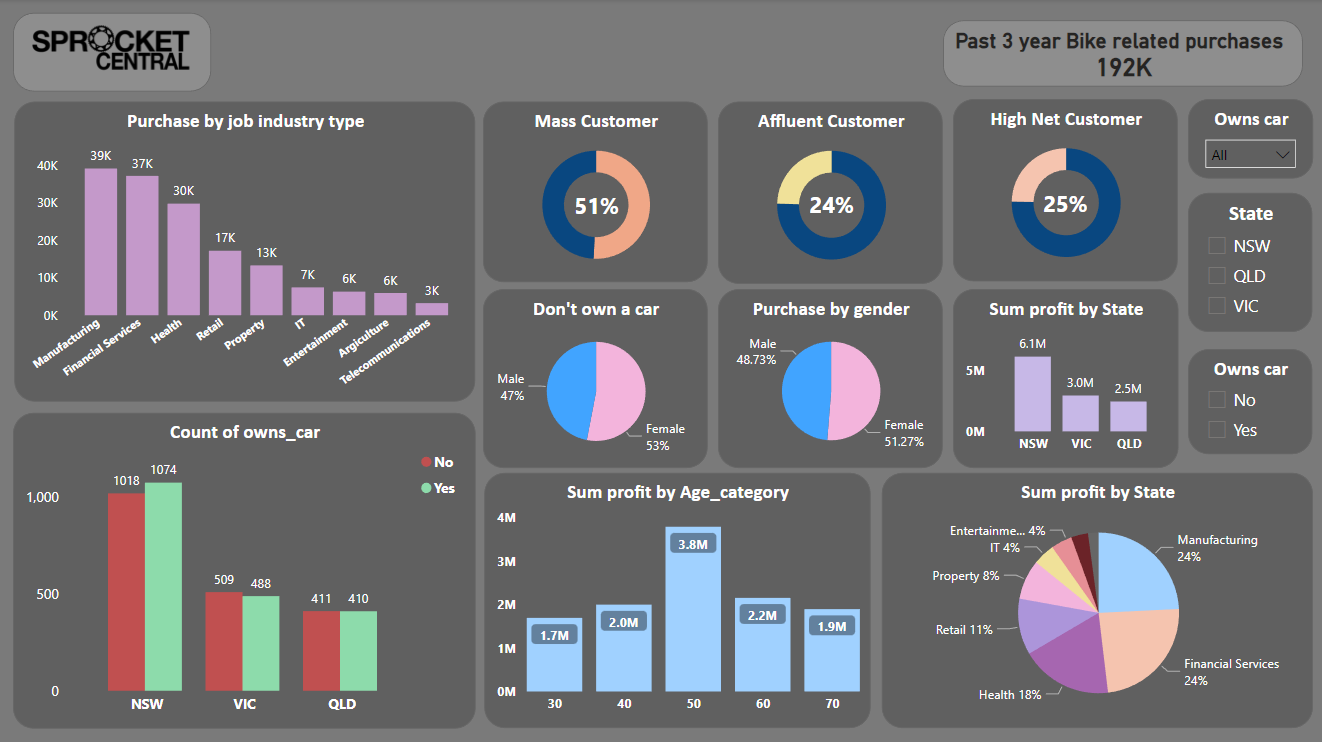 SPROCKET
CENTRAL
Past 3 year Bike related purchases
192K
Purchase by job industry type
40K
30K
20K
10K
0K
39K
37K
30K
17K
13K
7K
6K
6K
3K
Manufacturing
Financial Services
Health
Retail
Property
IT
Entertainment
Argiculture
Telecommunications
Mass Customer
51%
Affluent Customer
24%
High Net Customer
25%
Owns car
All
State
NSW
QLD
VIC
Don't own a car
Male
47%
Female
53%
Purchase by gender
Male
48.73%
Female
51.27%
Sum profit by State
5M
0M
6.1M
3.0M
2.5M
NSW
VIC
QLD
Owns car
No
Yes
Count of owns_car
No
Yes
1,000
500
0
1018
1074
509
488
411
410
NSW
VIC
QLD
Sum profit by Age_category
4M
3M
2M
1M
0M
1.7M
2.0M
3.8M
2.2M
1.9M
30
40
50
60
70
Sum profit by State
Entertainme... 4%
IT 4%
Property 8%
Retail 11%
Health 18%
Manufacturing
24%
Financial Services
24%